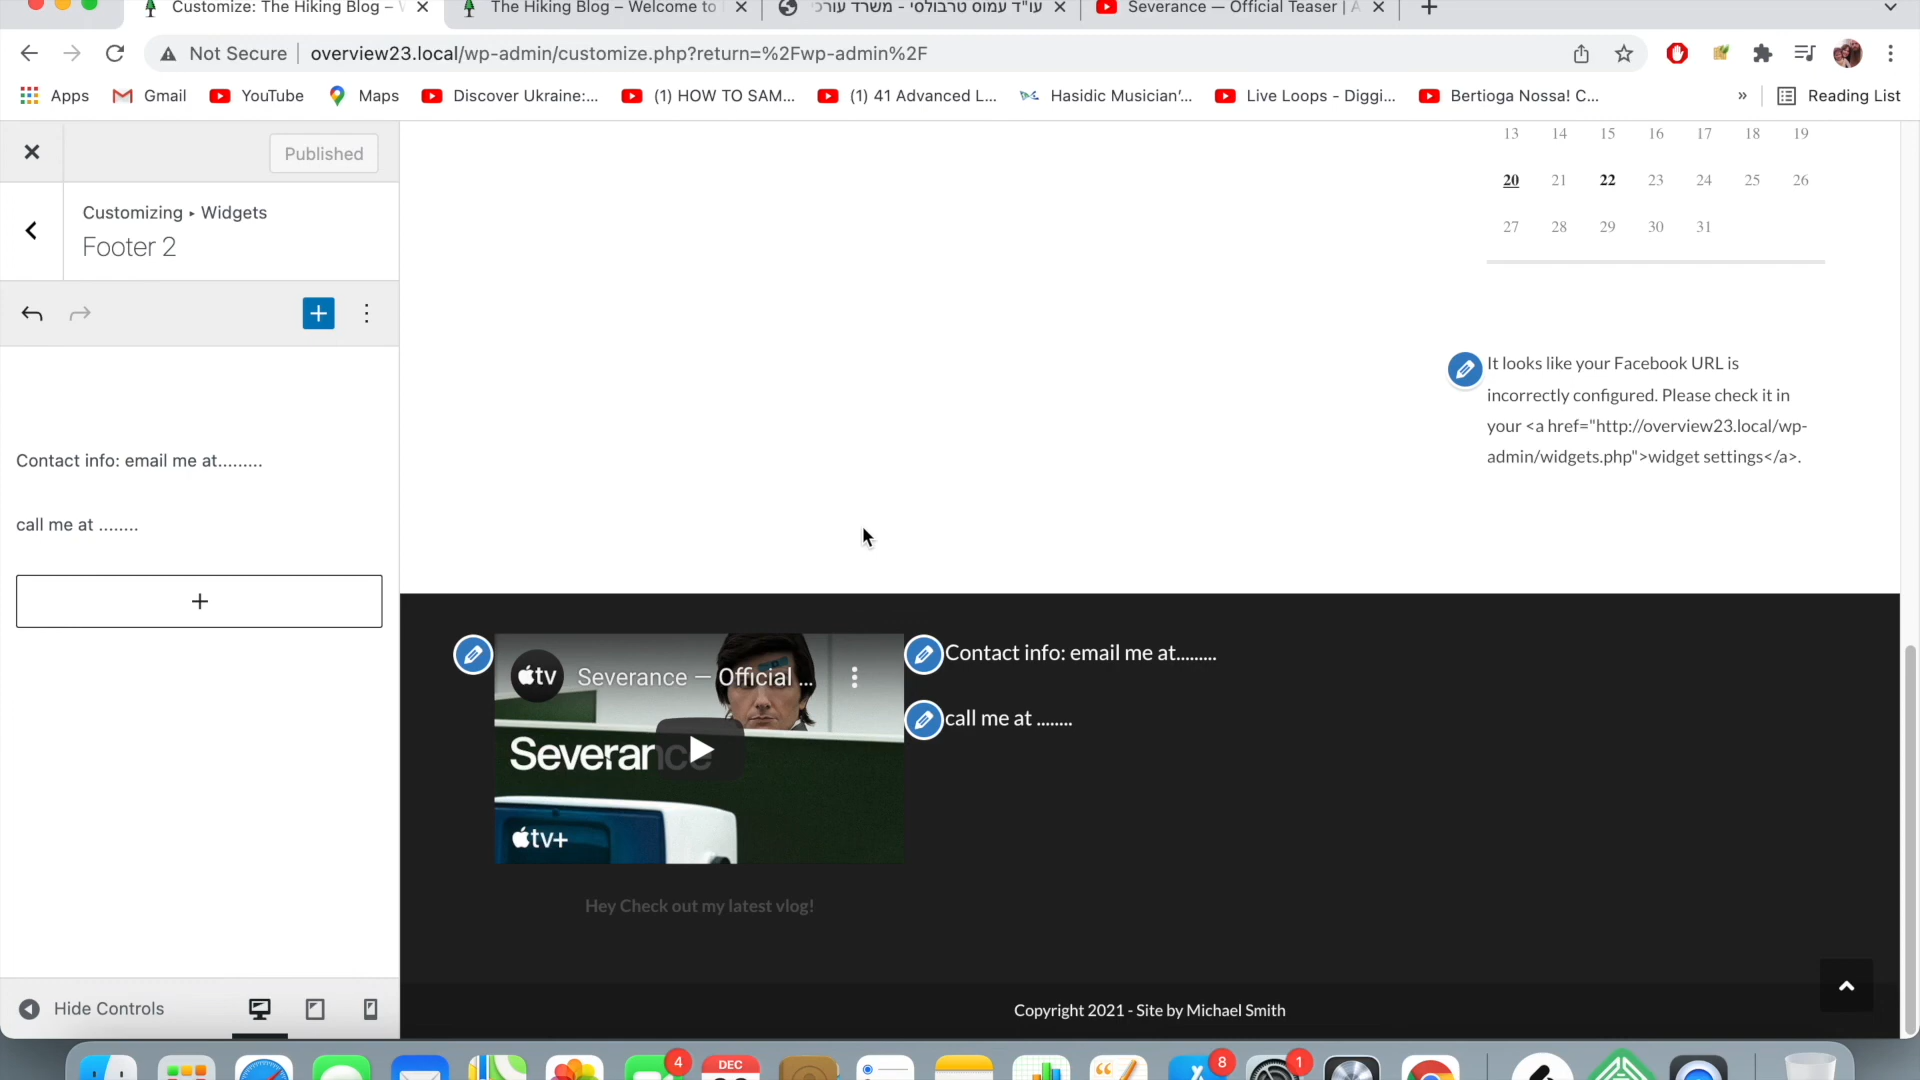 Customize: The Hiking Blog –
The Hiking Blog – Welcome to
עו"ד עמוס טרבולסי - משרד עורכי
Severance — Official Teaser | A
Not Secure
overview23.local/wp-admin/customize.php?return=%2Fwp-admin%2F
Apps
Gmail
YouTube
Maps
Discover Ukraine:...
(1) HOW TO SAM...
(1) 41 Advanced L...
Hasidic Musician'...
Live Loops - Diggi...
Bertioga Nossa! C...
»
Reading List
Published
Customizing ▸ Widgets
Footer 2
Contact info: email me at.........
call me at ........
Hide Controls
13 14 15 16 17 18 19
20 21 22 23 24 25 26
27 28 29 30 31
It looks like your Facebook URL is
incorrectly configured. Please check it in
your <a href="http://overview23.local/wp-
admin/widgets.php">widget settings</a>.
tv
Severance — Official ...
Severance
tv+
Hey Check out my latest vlog!
Contact info: email me at.........
call me at ........
Copyright 2021 - Site by Michael Smith
4
DEC
8
1